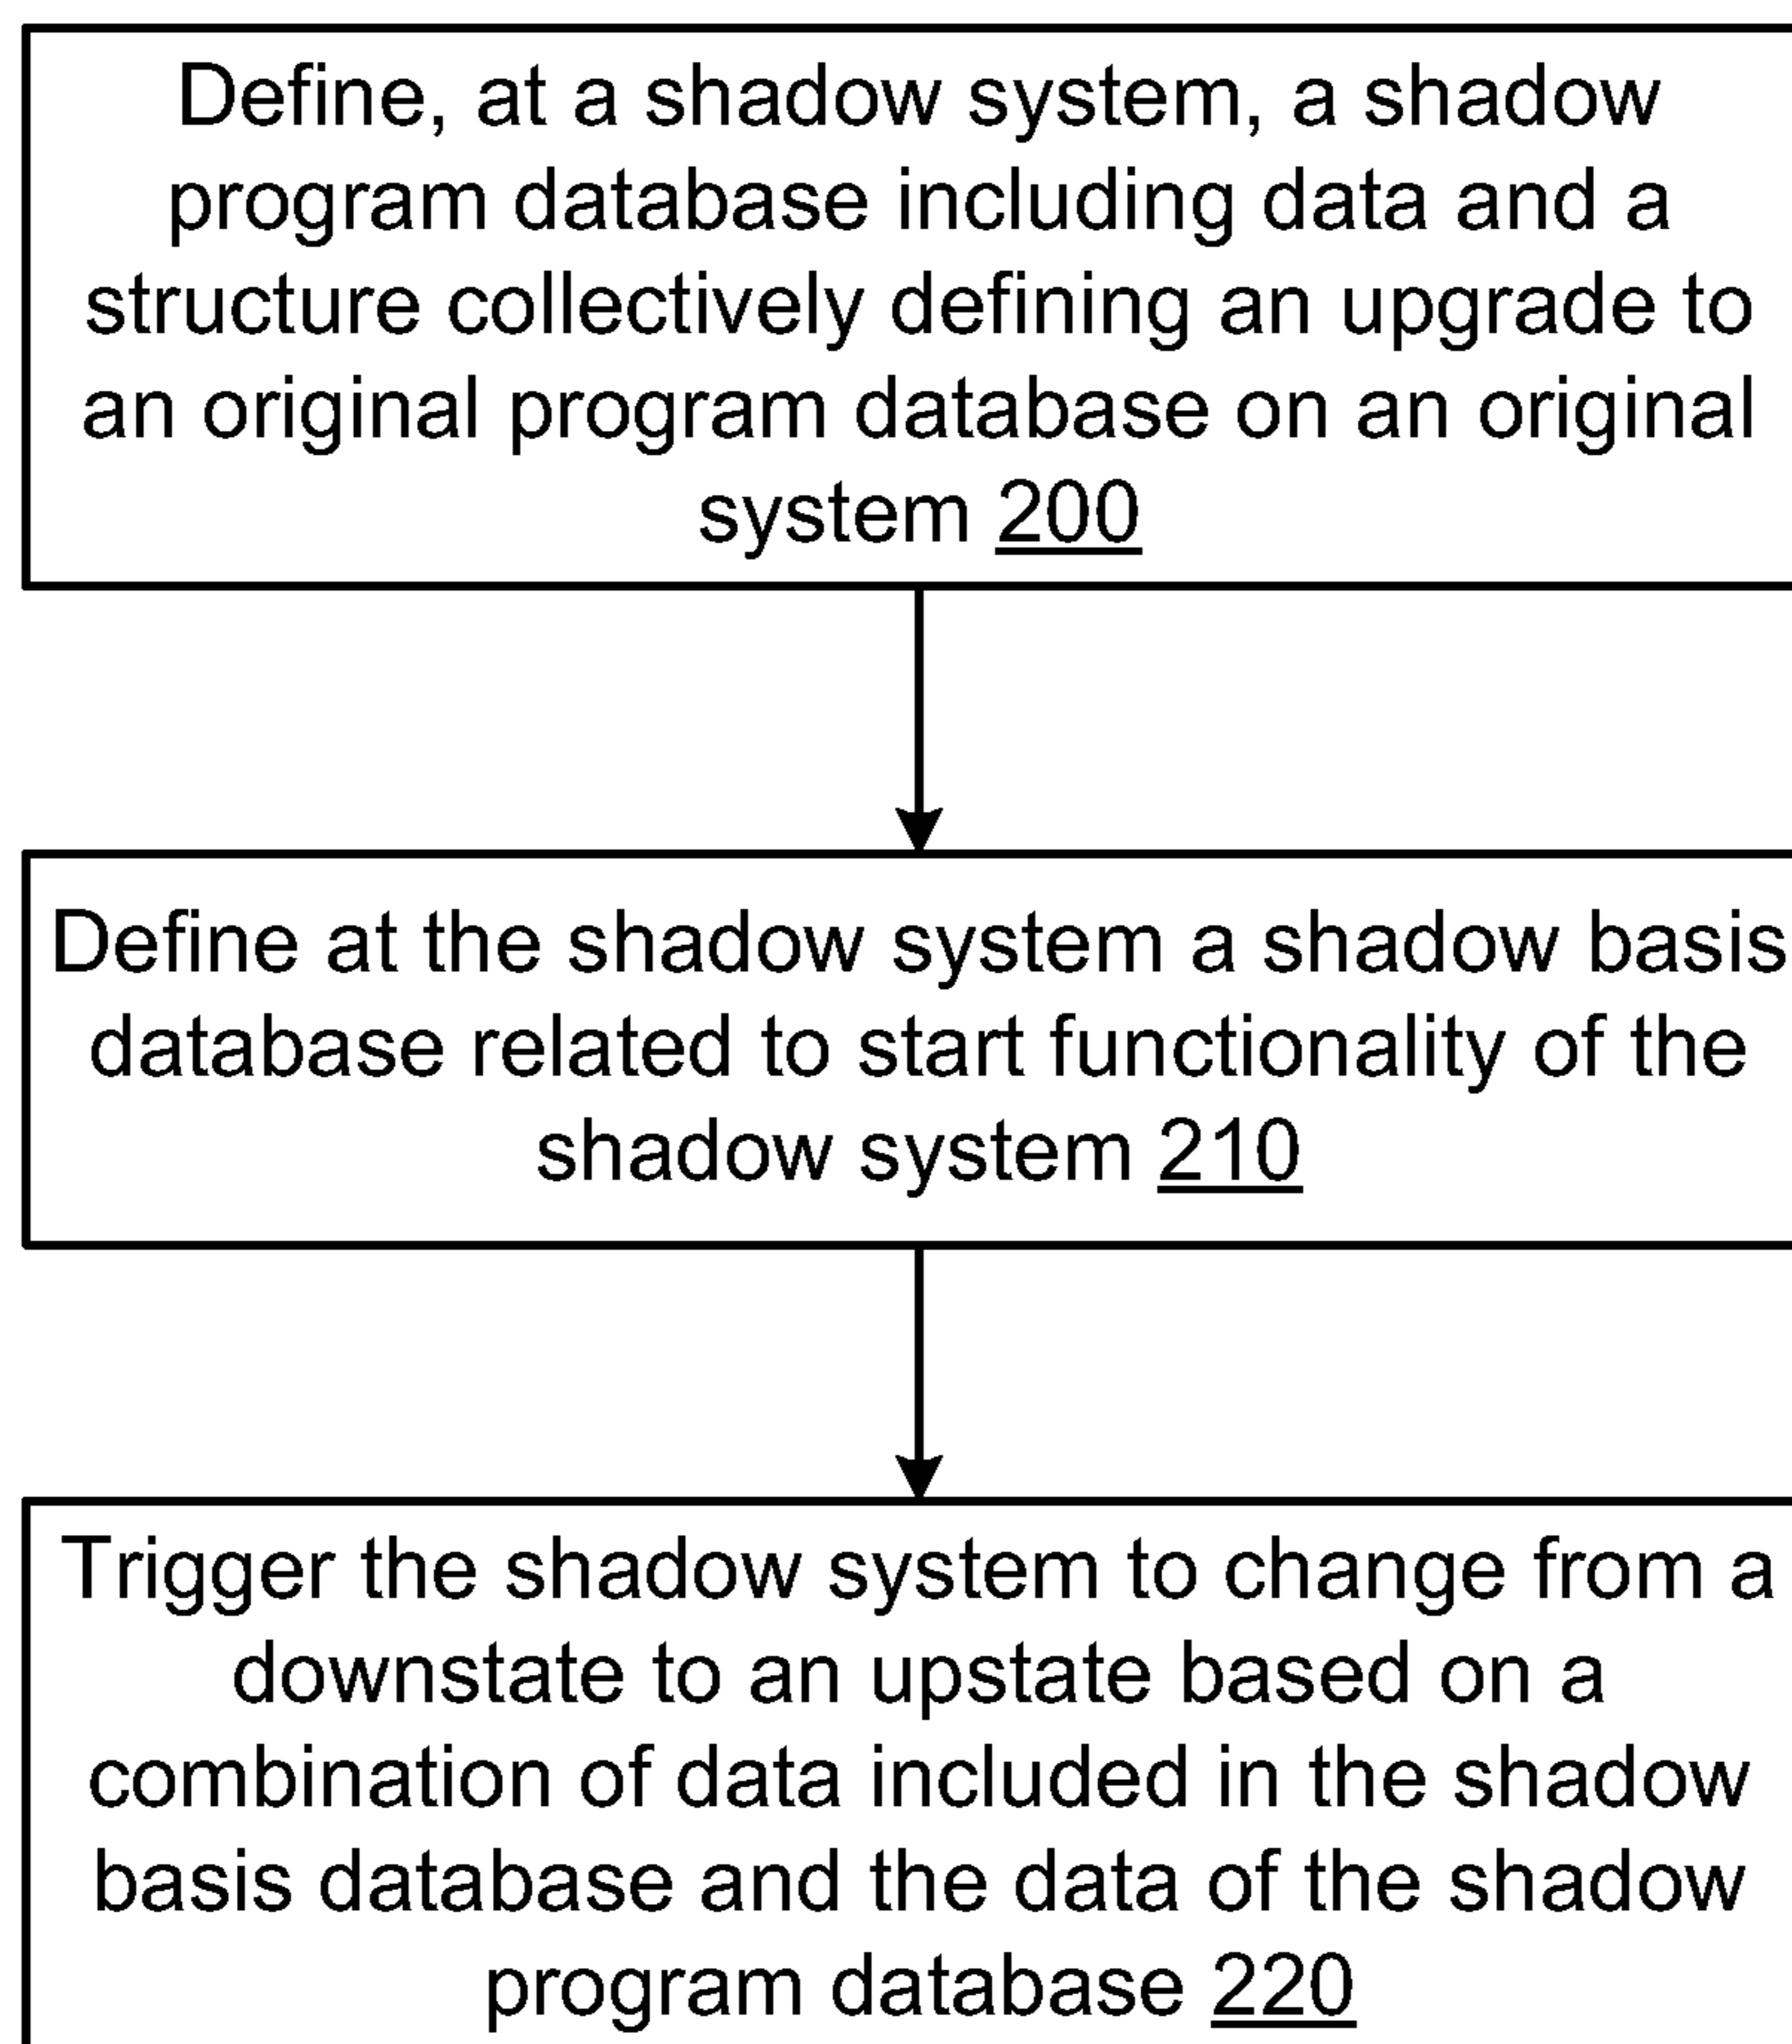 Define, at a shadow system, a shadow
program database including data and a
structure collectively defining an upgrade to
an original program database on an original
system 200
Define at the shadow system a shadow basis
database related to start functionality of the
shadow system 210
Trigger the shadow system to change from a
downstate to an upstate based on a
combination of data included in the shadow
basis database and the data of the shadow
program database 220